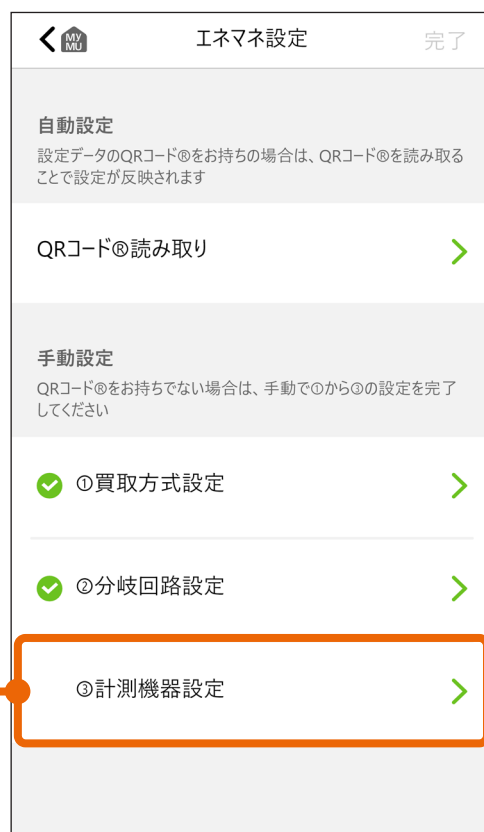 MY
MU
エネマネ設定
完了
自動設定
設定データのQRコード®をお持ちの場合は、QRコード®を読み取る
ことで設定が反映されます
QRコード®読み取り
手動設定
QRコード®をお持ちでない場合は、手動で①から③の設定を完了
してください
①買取方式設定
②分岐回路設定
③計測機器設定